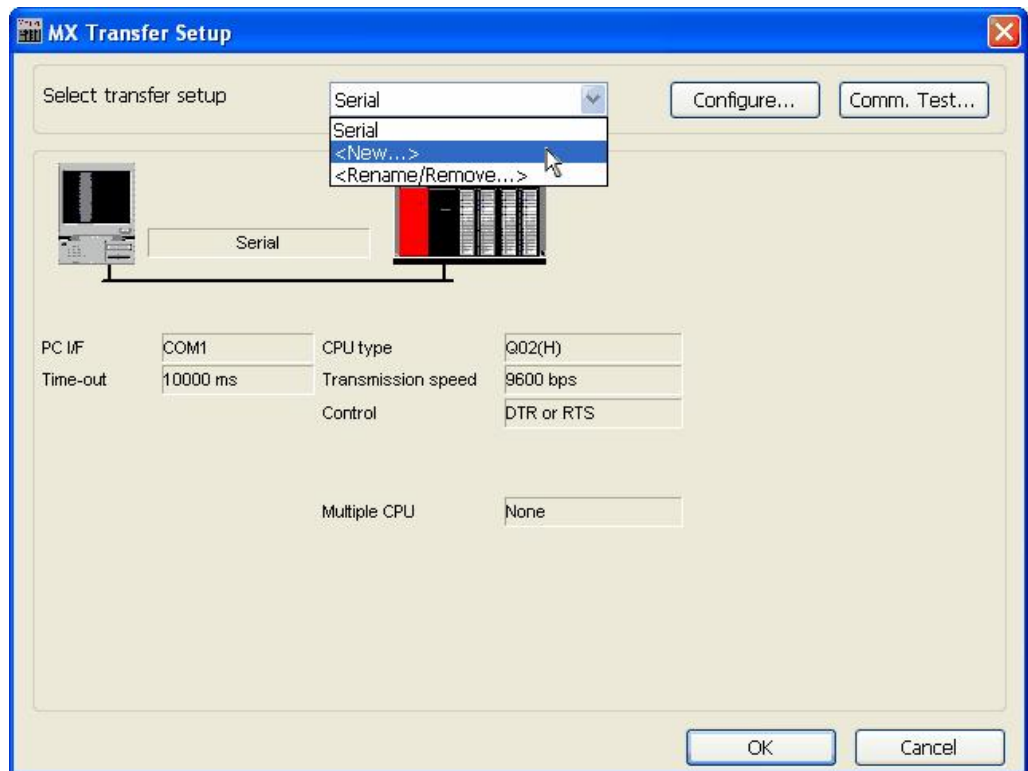 MX Transfer Setup
Select transfer setup
Serial
Configure...
Comm. Test...
Serial
<New...>
<Rename/Remove...>
Serial
PC I/F
COM1
CPU type
Q02(H)
Time-out
10000 ms
Transmission speed
9600 bps
Control
DTR or RTS
Multiple CPU
None
OK
Cancel